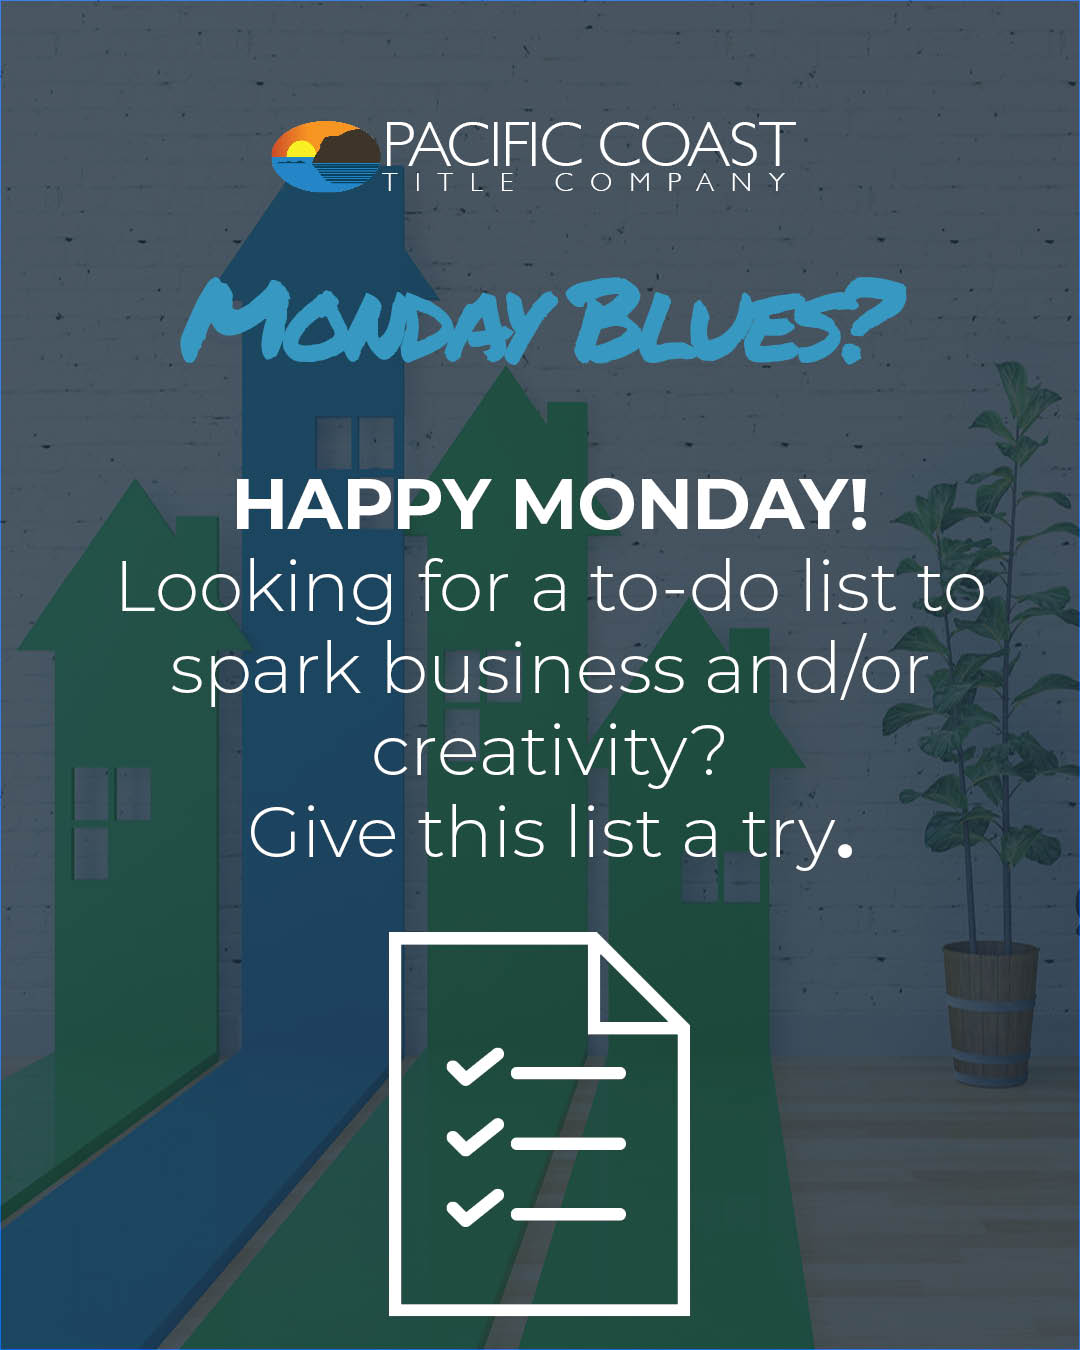 PACIFIC COAST
TITLE COMPANY
MONDAY BLUES?
HAPPY MONDAY!
Looking for a to-do list to
spark business and/or
creativity?
Give this list a try.